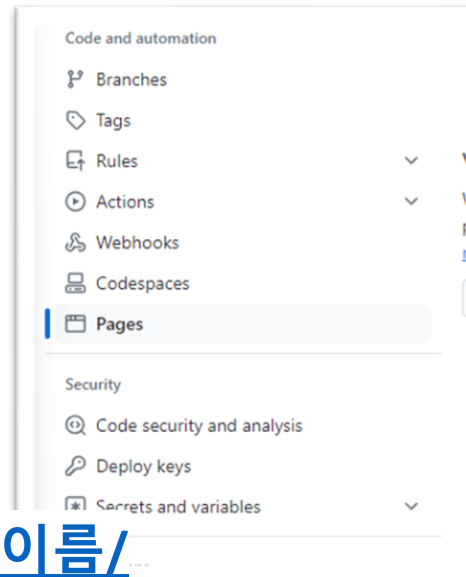 Code and automation
Branches
Tags
Rules
Actions
Webhooks
Codespaces
Pages
Security
Code security and analysis
Deploy keys
Secrets and variables
이름/